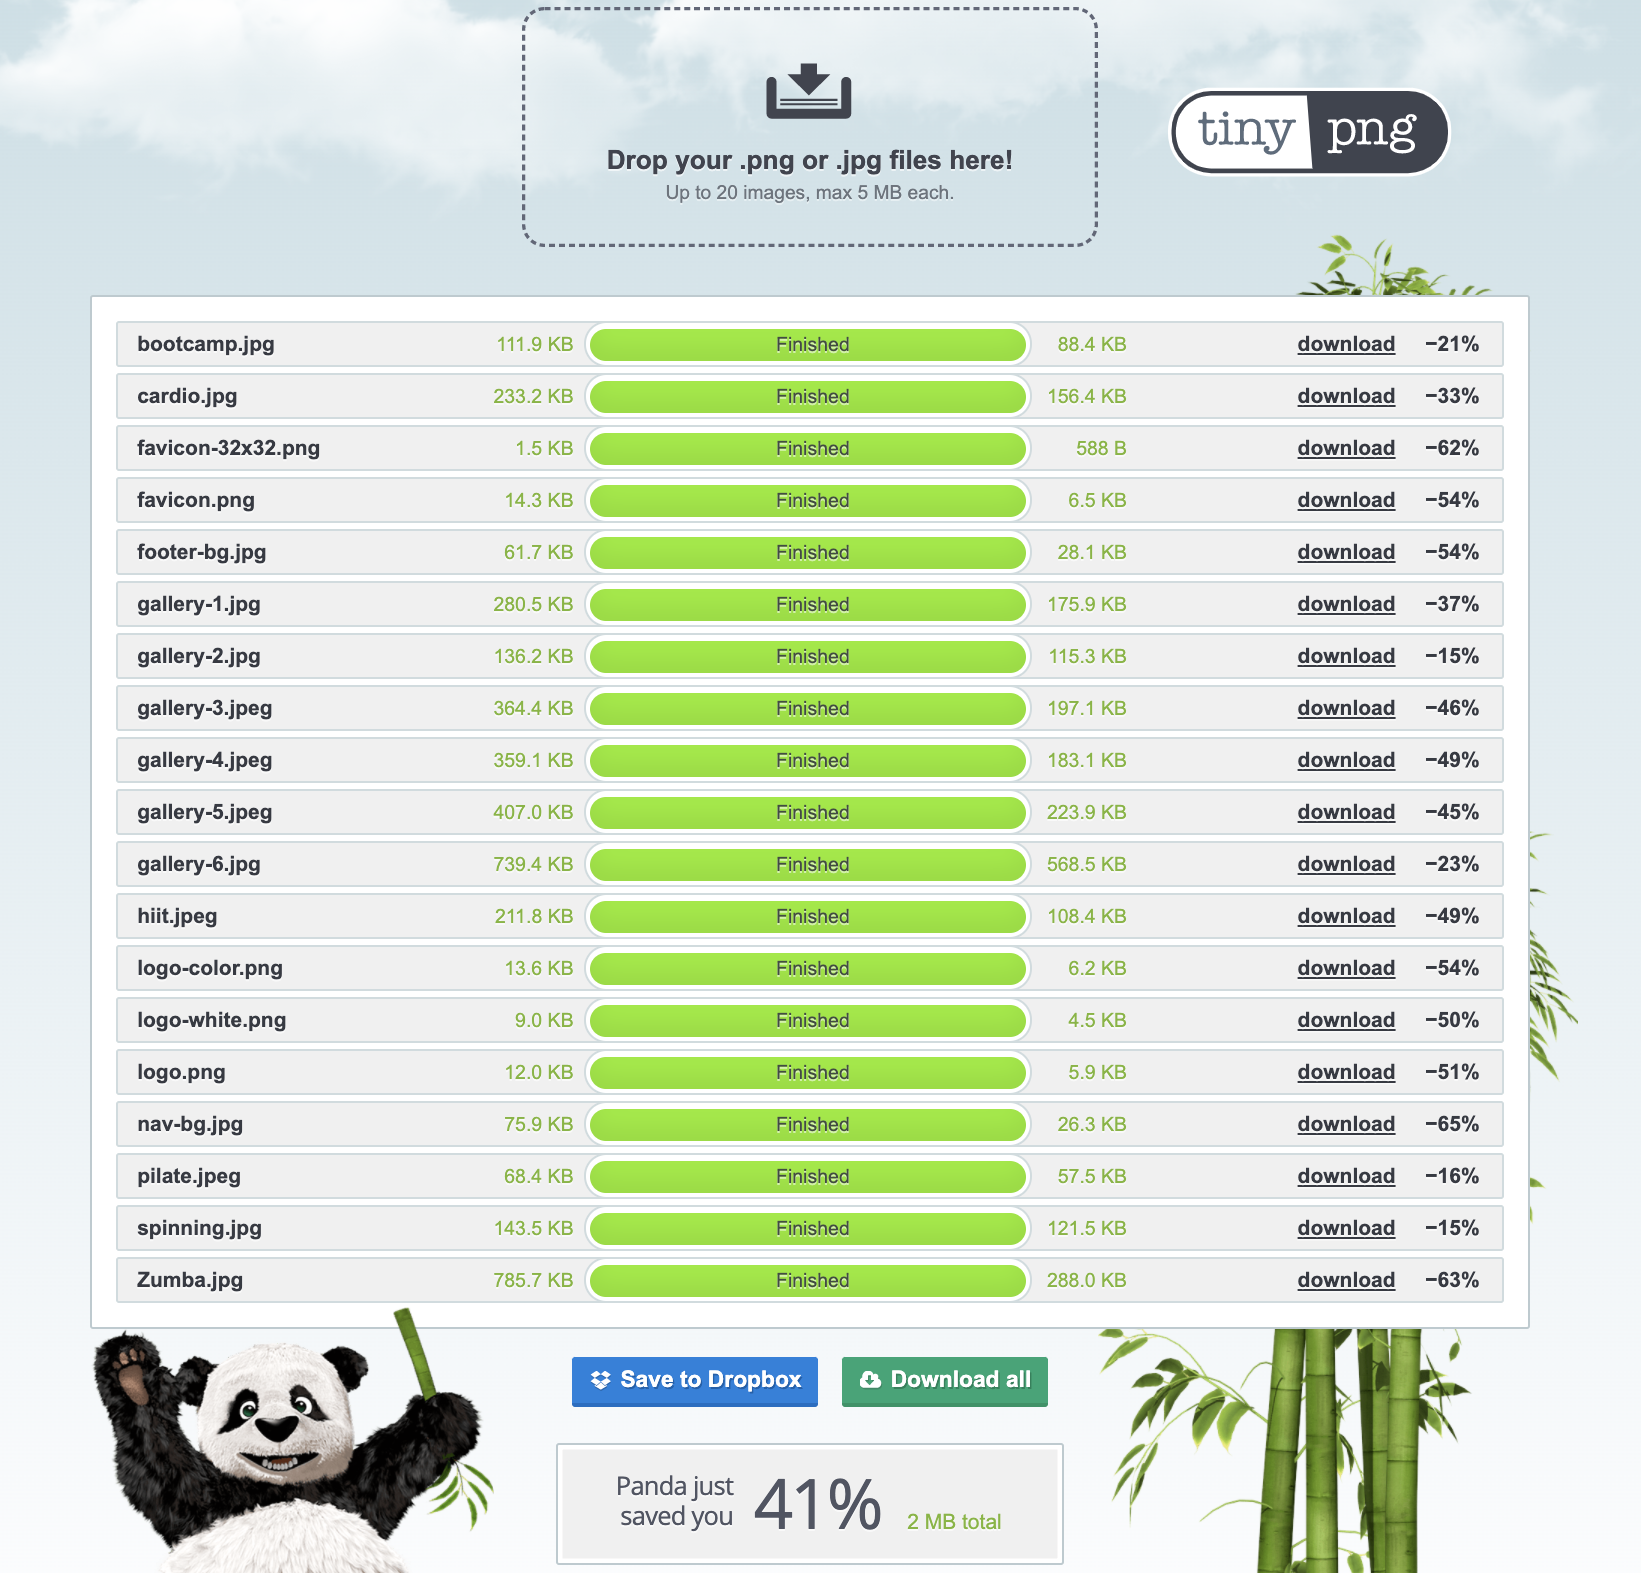 Drop your .png or .jpg files here!
Up to 20 images, max 5 MB each.
tiny png
bootcamp.jpg 111.9 KB Finished 88.4 KB download −21%
cardio.jpg 233.2 KB Finished 156.4 KB download −33%
favicon-32x32.png 1.5 KB Finished 588 B download −62%
favicon.png 14.3 KB Finished 6.5 KB download −54%
footer-bg.jpg 61.7 KB Finished 28.1 KB download −54%
gallery-1.jpg 280.5 KB Finished 175.9 KB download −37%
gallery-2.jpg 136.2 KB Finished 115.3 KB download −15%
gallery-3.jpeg 364.4 KB Finished 197.1 KB download −46%
gallery-4.jpeg 359.1 KB Finished 183.1 KB download −49%
gallery-5.jpeg 407.0 KB Finished 223.9 KB download −45%
gallery-6.jpg 739.4 KB Finished 568.5 KB download −23%
hiit.jpeg 211.8 KB Finished 108.4 KB download −49%
logo-color.png 13.6 KB Finished 6.2 KB download −54%
logo-white.png 9.0 KB Finished 4.5 KB download −50%
logo.png 12.0 KB Finished 5.9 KB download −51%
nav-bg.jpg 75.9 KB Finished 26.3 KB download −65%
pilate.jpeg 68.4 KB Finished 57.5 KB download −16%
spinning.jpg 143.5 KB Finished 121.5 KB download −15%
Zumba.jpg 785.7 KB Finished 288.0 KB download −63%
Save to Dropbox Download all
Panda just
saved you 41% 2 MB total